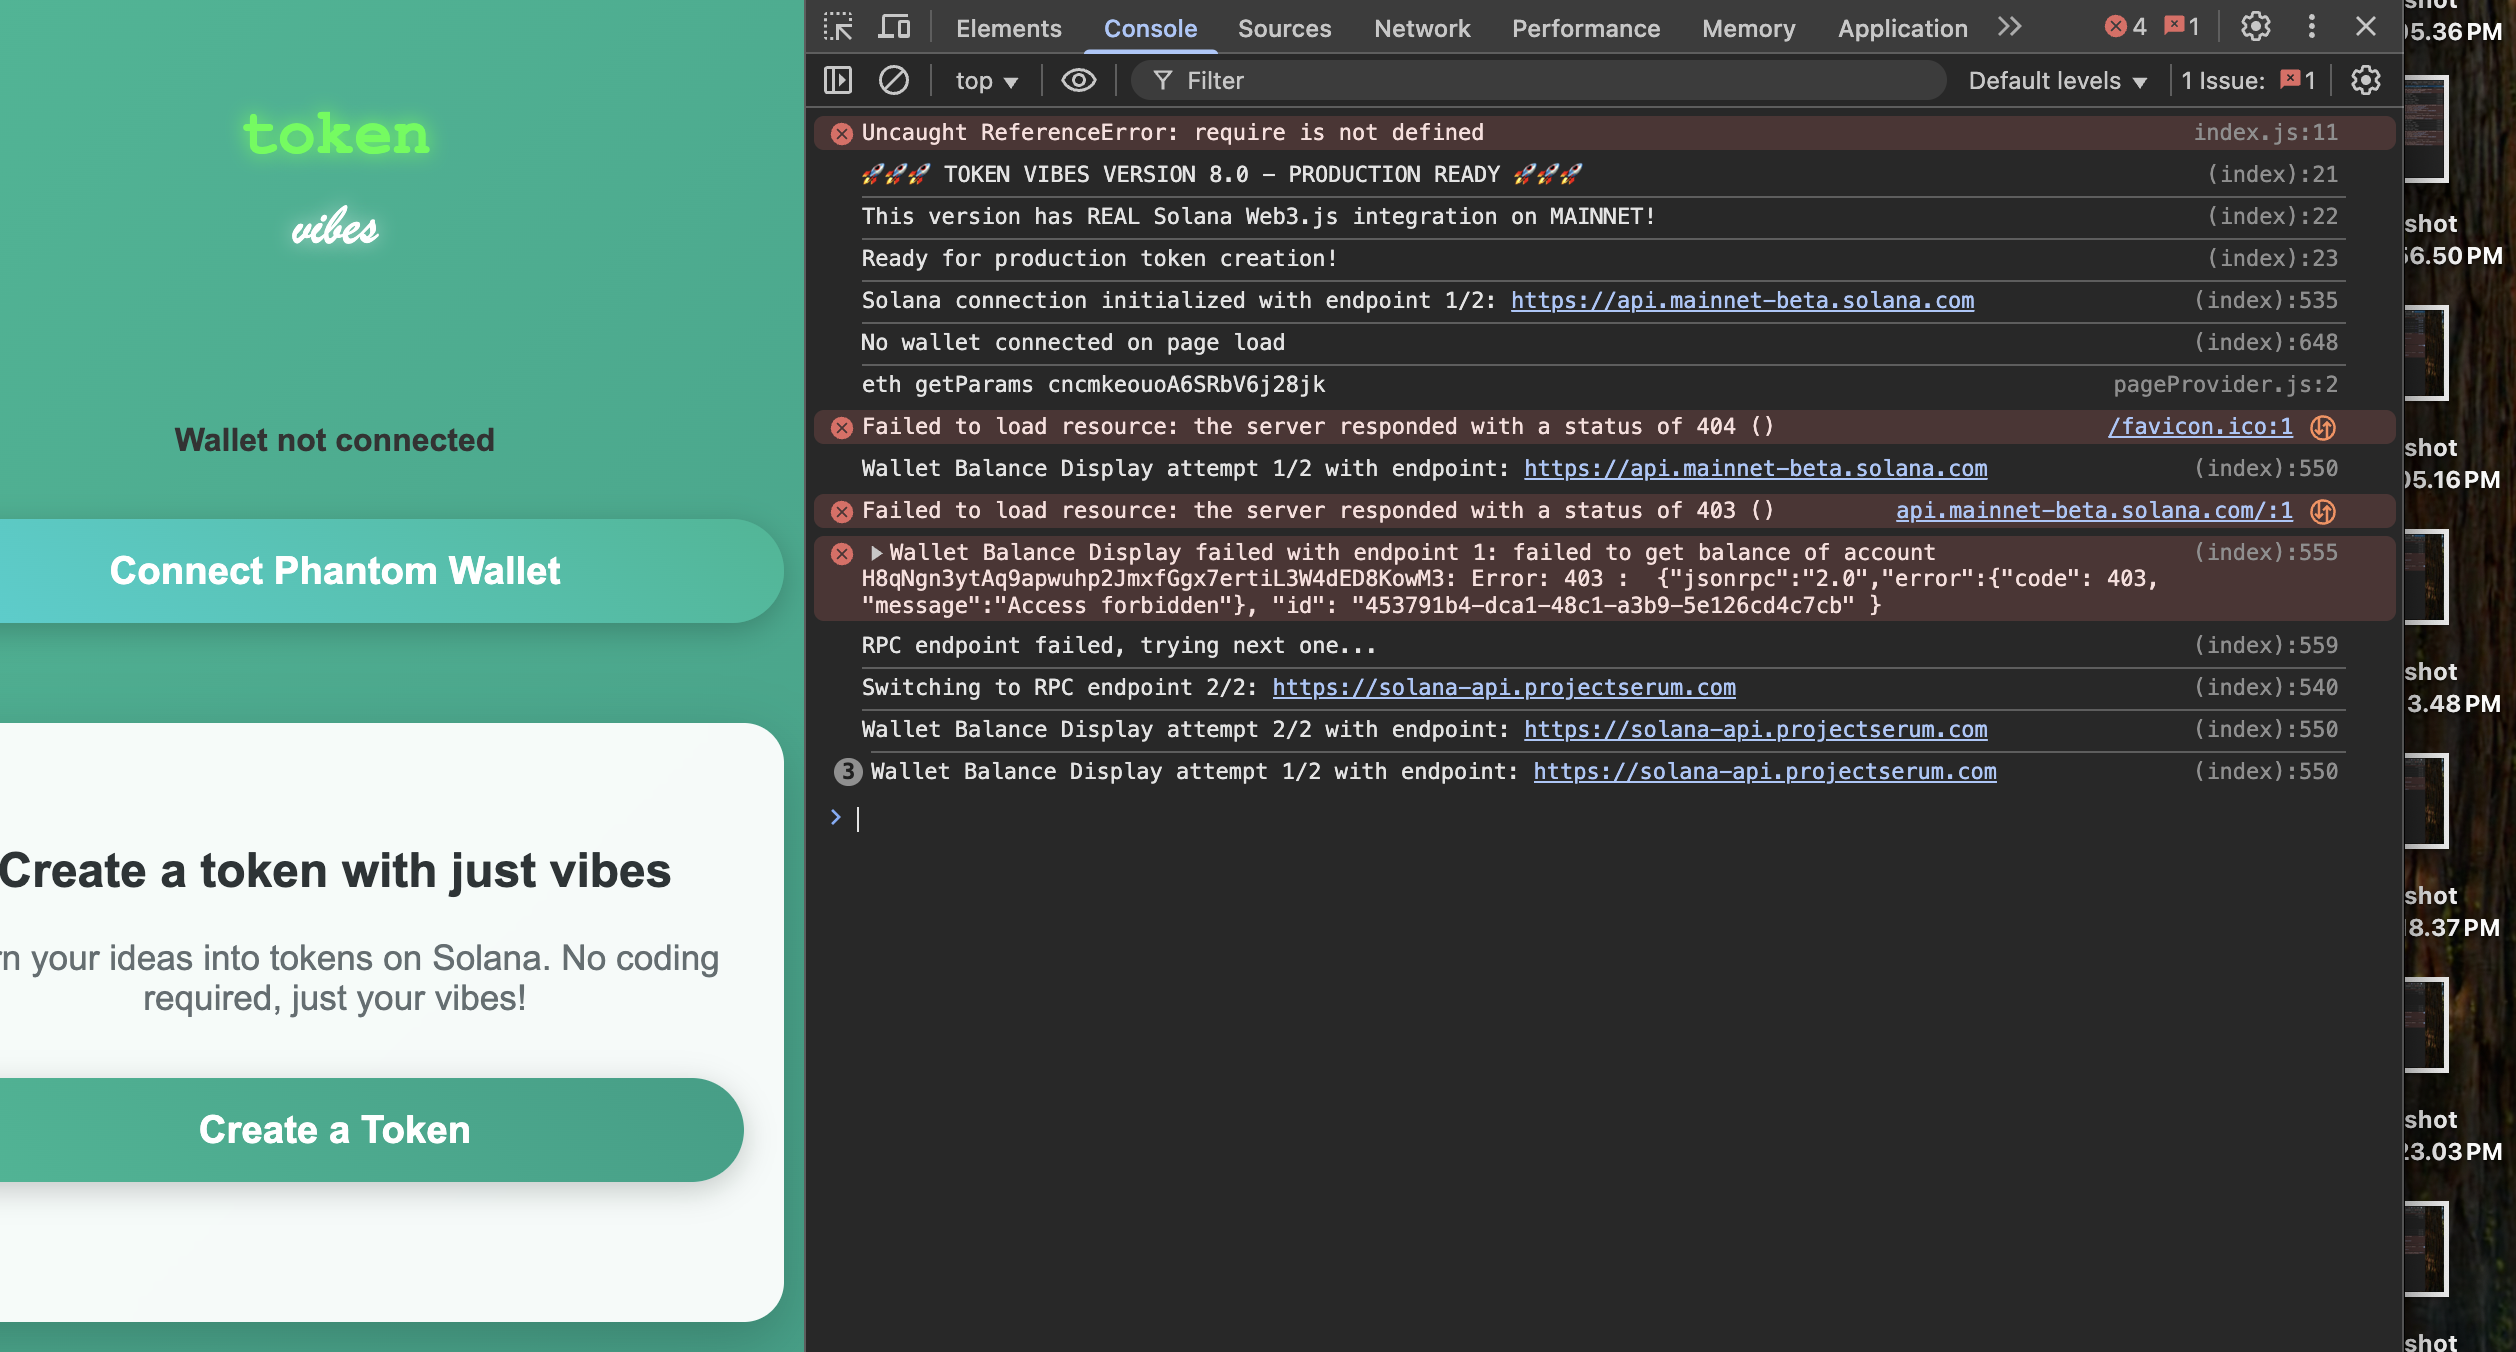 token
vibes
Wallet not connected
Connect Phantom Wallet
Create a token with just vibes
n your ideas into tokens on Solana. No coding
required, just your vibes!
Create a Token
Elements Console Sources Network Performance Memory Application 4 1
top Filter Default levels 1 Issue: 1
Uncaught ReferenceError: require is not defined index.js:11
🚀🚀🚀 TOKEN VIBES VERSION 8.0 - PRODUCTION READY 🚀🚀🚀 (index):21
This version has REAL Solana Web3.js integration on MAINNET! (index):22
Ready for production token creation! (index):23
Solana connection initialized with endpoint 1/2: https://api.mainnet-beta.solana.com (index):535
No wallet connected on page load (index):648
eth getParams cncmkeouoA6SRbV6j28jk pageProvider.js:2
Failed to load resource: the server responded with a status of 404 () /favicon.ico:1
Wallet Balance Display attempt 1/2 with endpoint: https://api.mainnet-beta.solana.com (index):550
Failed to load resource: the server responded with a status of 403 () api.mainnet-beta.solana.com/:1
Wallet Balance Display failed with endpoint 1: failed to get balance of account (index):555
H8qNgn3ytAq9apwuhp2JmxfGgx7ertiL3W4dED8KowM3: Error: 403 : {"jsonrpc":"2.0","error":{"code": 403,
"message":"Access forbidden"}, "id": "453791b4-dca1-48c1-a3b9-5e126cd4c7cb" }
RPC endpoint failed, trying next one... (index):559
Switching to RPC endpoint 2/2: https://solana-api.projectserum.com (index):540
Wallet Balance Display attempt 2/2 with endpoint: https://solana-api.projectserum.com (index):550
3 Wallet Balance Display attempt 1/2 with endpoint: https://solana-api.projectserum.com (index):550
>
shot
5.36 PM
shot
6.50 PM
shot
5.16 PM
shot
3.48 PM
shot
8.37 PM
shot
23.03 PM
shot